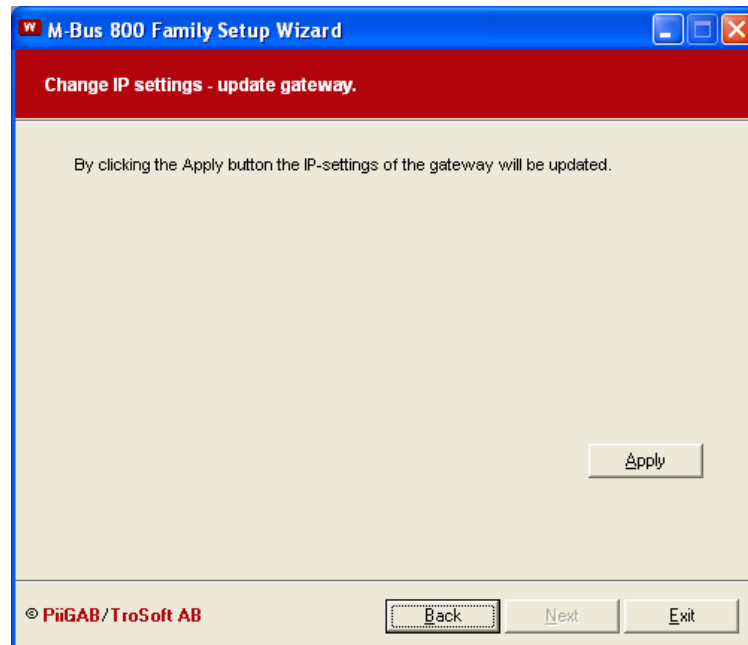 W M-Bus 800 Family Setup Wizard
Change IP settings - update gateway.
By clicking the Apply button the IP-settings of the gateway will be updated.
Apply
© PiiGAB/TroSoft AB
Back Next Exit